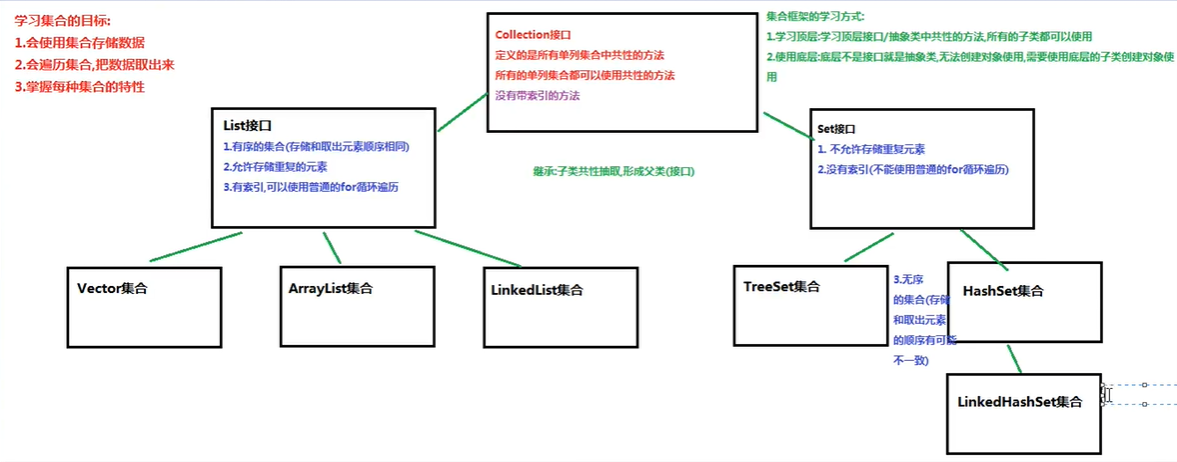 学习集合的目标:
1.会使用集合存储数据
2.会遍历集合,把数据取出来
3.掌握每种集合的特性
Collection接口
定义的是所有单列集合中共性的方法
所有的单列集合都可以使用共性的方法
没有带索引的方法
集合框架的学习方式:
1.学习顶层:学习顶层接口/抽象类中共性的方法,所有的子类都可以使用
2.使用底层:底层不是接口就是抽象类,无法创建对象使用,需要使用底层的子类创建对象使
用
List接口
1.有序的集合(存储和取出元素顺序相同)
2.允许存储重复的元素
3.有索引,可以使用普通的for循环遍历
继承:子类共性抽取,形成父类(接口)
Set接口
1. 不允许存储重复元素
2.没有索引(不能使用普通的for循环遍历)
Vector集合
ArrayList集合
LinkedList集合
TreeSet集合
3.无序
的集合(存储
和取出元素
的顺序有可能
不一致)
HashSet集合
LinkedHashSet集合